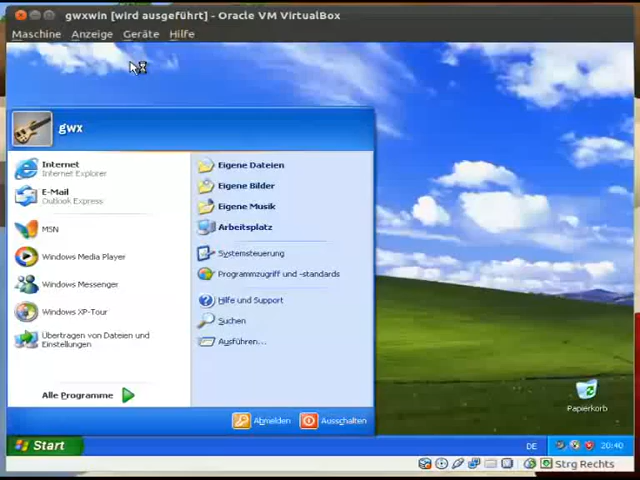 gwxwin [wird ausgeführt] - Oracle VM VirtualBox
Maschine Anzeige Geräte Hilfe
gwx
Internet
Internet Explorer
E-Mail
Outlook Express
MSN
Windows Media Player
Windows Messenger
Windows XP-Tour
Übertragen von Dateien und
Einstellungen
Alle Programme
Eigene Dateien
Eigene Bilder
Eigene Musik
Arbeitsplatz
Systemsteuerung
Programmzugriff und -standards
Hilfe und Support
Suchen
Ausführen...
Abmelden Ausschalten
Papierkorb
Start DE 20:40
Strg Rechts